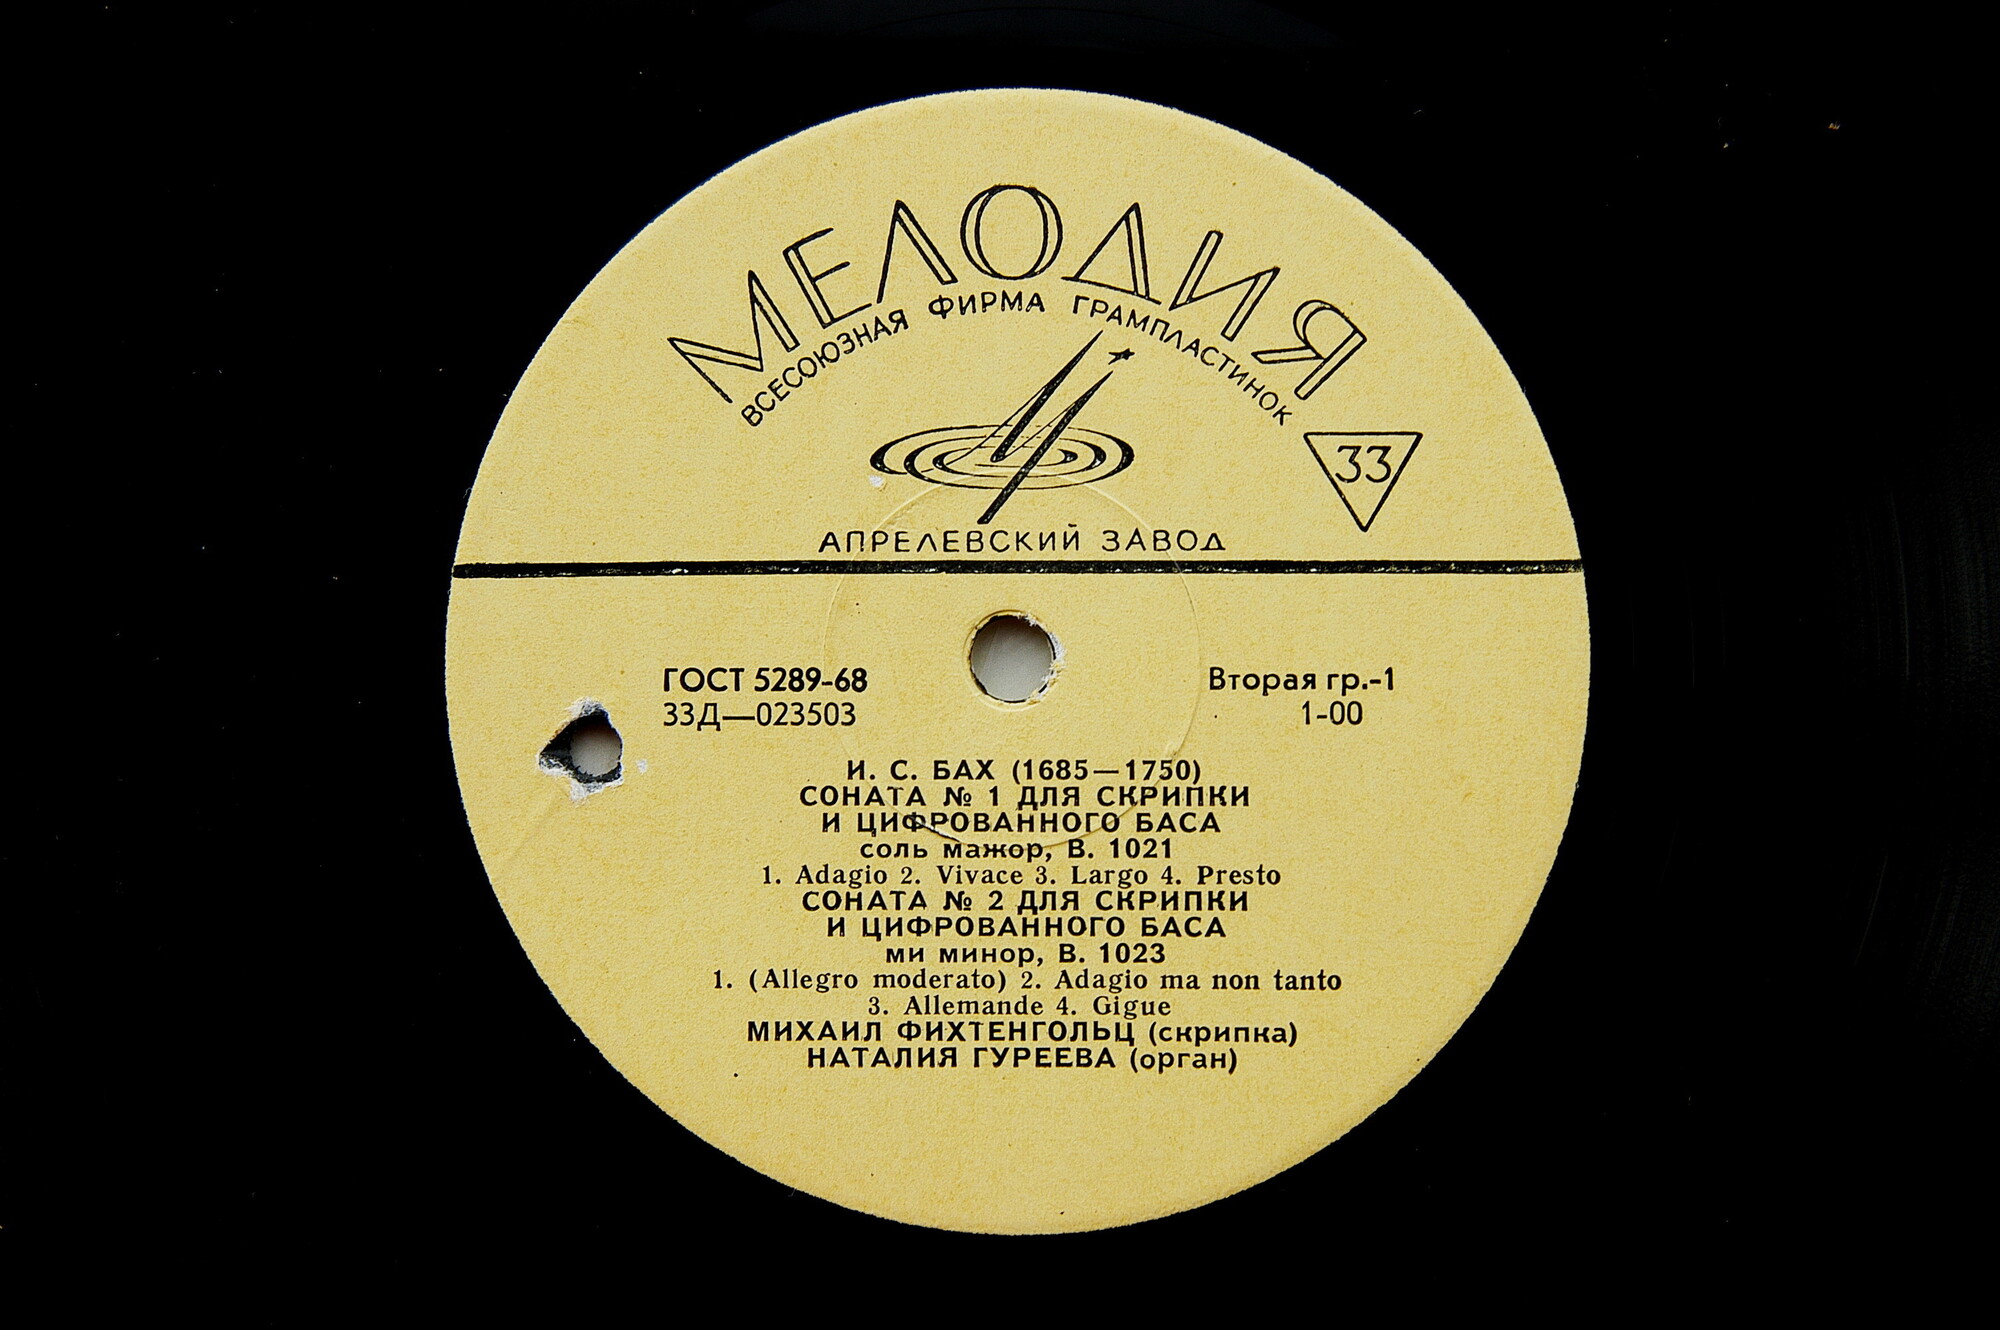 МЕЛОДИЯ
ВСЕСОЮЗНАЯ ФИРМА ГРАМПЛАСТИНОК
33
АПРЕЛЕВСКИЙ ЗАВОД
ГОСТ 5289-68
33Д—023503
Вторая гр.-1
1-00
И. С. БАХ (1685—1750)
СОНАТА № 1 ДЛЯ СКРИПКИ
И ЦИФРОВАННОГО БАСА
соль мажор, В. 1021
1. Adagio 2. Vivace 3. Largo 4. Presto
СОНАТА № 2 ДЛЯ СКРИПКИ
И ЦИФРОВАННОГО БАСА
ми минор, В. 1023
1. (Allegro moderato) 2. Adagio ma non tanto
3. Allemande 4. Gigue
МИХАИЛ ФИХТЕНГОЛЬЦ (скрипка)
НАТАЛИЯ ГУРЕЕВА (орган)